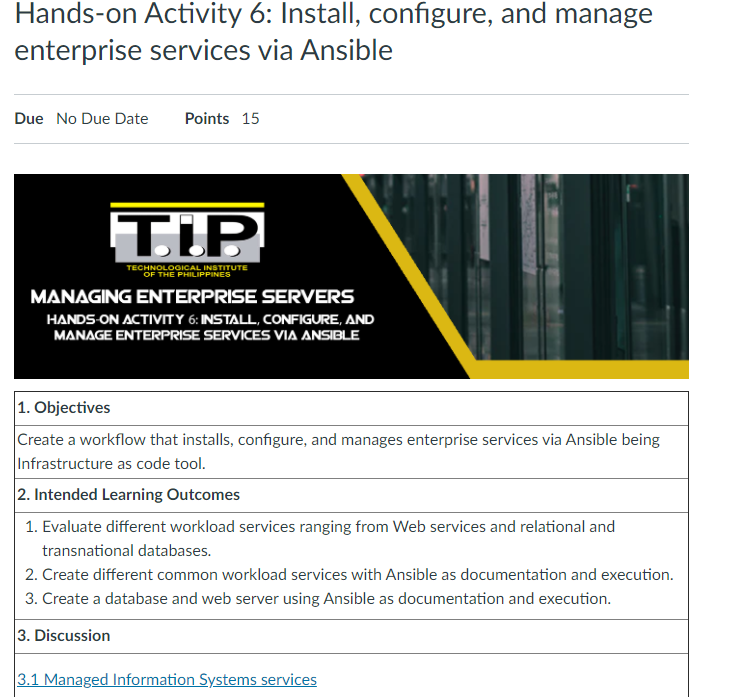 Hands-on Activity 6: Install, configure, and manage
enterprise services via Ansible
Due No Due Date Points 15
T.I.P.
TECHNOLOGICAL INSTITUTE
OF THE PHILIPPINES
MANAGING ENTERPRISE SERVERS
HANDS-ON ACTIVITY 6: INSTALL, CONFIGURE, AND
MANAGE ENTERPRISE SERVICES VIA ANSIBLE
1. Objectives
Create a workflow that installs, configure, and manages enterprise services via Ansible being
Infrastructure as code tool.
2. Intended Learning Outcomes
1. Evaluate different workload services ranging from Web services and relational and
transnational databases.
2. Create different common workload services with Ansible as documentation and execution.
3. Create a database and web server using Ansible as documentation and execution.
3. Discussion
3.1 Managed Information Systems services